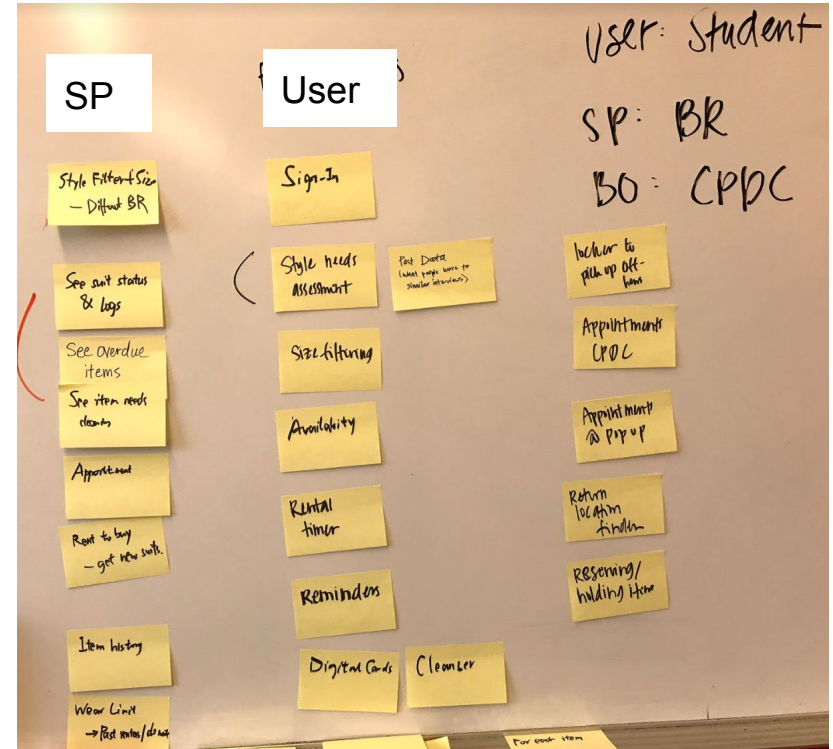 User: Student
SP: BR
BO: CPDC
SP
Style Filter + Size
— BR
See suit status
& logs
See overdue
items
See item needs
cleaning
Appointment
Rent to buy
– get new suits.
Item history
Wear Limit
→ Past
User
Sign-In
Style needs
assessment
Past Data
(what people wore to
similar interviews)
Size filtering
Availability
Rental
timer
Reminders
Digital Cards
Cleanser
locker to
pick up off-
hours
Appointments
CPDC
Appointments
@ pop up
Return
location
finder
Reserving/
holding item
For each item